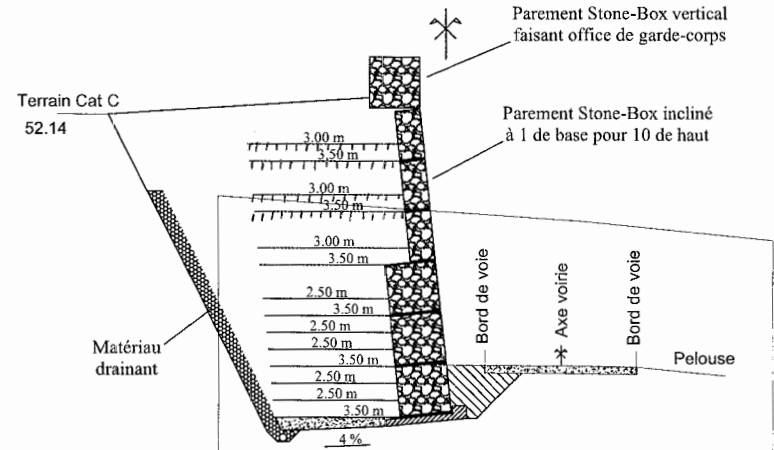 Parement Stone-Box vertical
faisant office de garde-corps
Terrain Cat C
52.14
Parement Stone-Box incliné
à 1 de base pour 10 de haut
3.00 m
3.50 m
3.00 m
3.50 m
3.00 m
3.50 m
2.50 m
3.50 m
2.50 m
2.50 m
3.50 m
2.50 m
2.50 m
3.50 m
Bord de voie
Axe voirie
Bord de voie
Pelouse
Matériau
drainant
4 %